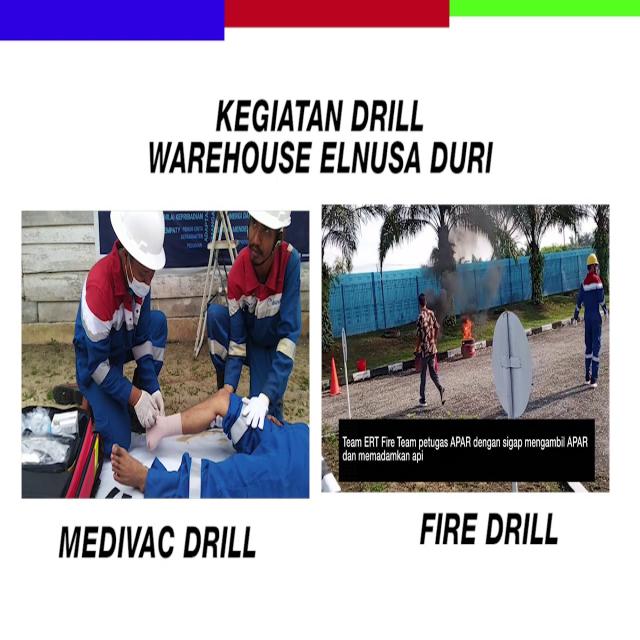 KEGIATAN DRILL
WAREHOUSE ELNUSA DURI
Team ERT Fire Team petugas APAR dengan sigap mengambil APAR
dan memadamkan api
MEDIVAC DRILL
FIRE DRILL